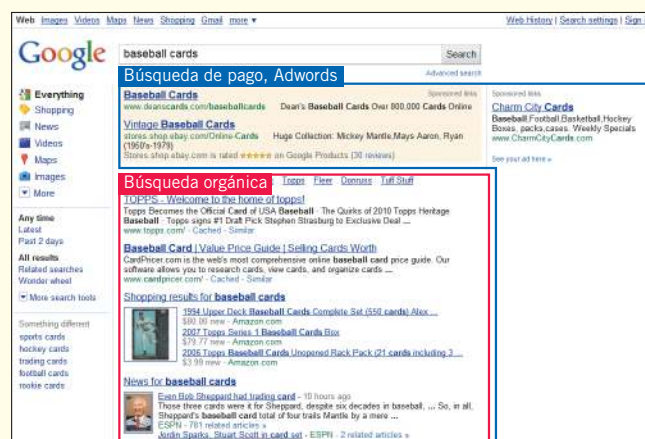 Web Images Videos Maps News Shopping Gmail more ▼
Web History | Search settings | Sign
Google
baseball cards
Search
Advanced search
Búsqueda de pago, Adwords
Everything
Shopping
News
Videos
Maps
Images
More
Any time
Latest
Past 2 days
All results
Related searches
Wonder wheel
More search tools
Something different
sports cards
hockey cards
trading cards
football cards
rookie cards
Baseball Cards
Sponsored links
www.deanscards.com/baseballcards Dean's Baseball Cards Over 800,000 Cards Online
Vintage Baseball Cards
stores.shop.ebay.com/Online-Cards Huge Collection: Mickey Mantle,Mays Aaron, Ryan
(1950's-1979)
Stores.shop.ebay.com is rated ★★★★★ on Google Products (30 reviews)
Sponsored links
Charm City Cards
Baseball,Football,Basketball,Hockey
Boxes, packs,cases. Weekly Specials
www.CharmCityCards.com
See your ad here »
Búsqueda orgánica
Topps Fleer Donruss Tuff Stuff
TOPPS - Welcome to the home of topps!
Topps Becomes the Official Card of USA Baseball · The Quirks of 2010 Topps Heritage
Baseball · Topps signs #1 Draft Pick Stephen Strasburg to Exclusive Deal ...
www.topps.com/ - Cached - Similar
Baseball Card | Value Price Guide | Selling Cards Worth
CardPricer.com is the web's most comprehensive online baseball card price guide. Our
software allows you to research cards, view cards, and organize cards ...
www.cardpricer.com/ - Cached - Similar
Shopping results for baseball cards
1994 Upper Deck Baseball Cards Complete Set (550 cards) Alex ...
$80.00 new - Amazon.com
2007 Topps Series 1 Baseball Cards Box
$79.77 new - Amazon.com
2006 Topps Baseball Cards Unopened Rack Pack (21 cards including 3 ...
$3.99 new - Amazon.com
News for baseball cards
Even Bob Sheppard had trading card - 10 hours ago
Those three cards were it for Sheppard, despite six decades in baseball, ... So, in all,
Sheppard's baseball card total of four trails Mantle by a mere ...
ESPN - 781 related articles »
Jordin Sparks, Stuart Scott in card set - ESPN - 2 related articles »